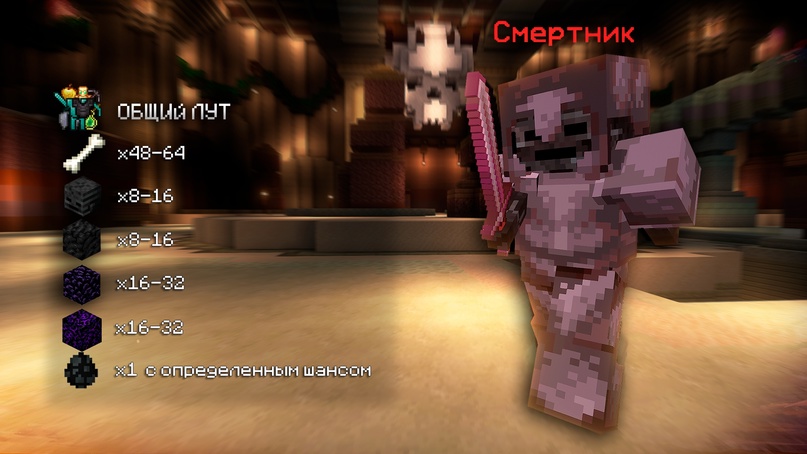 Смертник
ОБЩИЙ ЛУТ
x48-64
x8-16
x8-16
x16-32
x16-32
x1 с определенным шансом